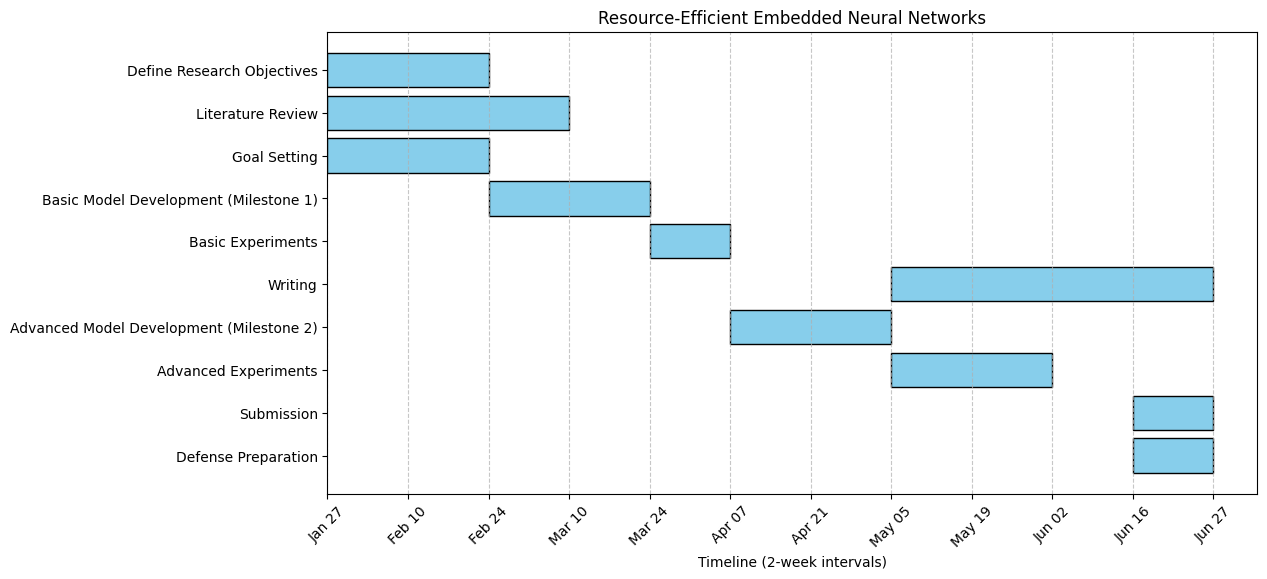 Resource-Efficient Embedded Neural Networks
Define Research Objectives
Literature Review
Goal Setting
Basic Model Development (Milestone 1)
Basic Experiments
Writing
Advanced Model Development (Milestone 2)
Advanced Experiments
Submission
Defense Preparation
Jan 27 Feb 10 Feb 24 Mar 10 Mar 24 Apr 07 Apr 21 May 05 May 19 Jun 02 Jun 16 Jun 27
Timeline (2-week intervals)